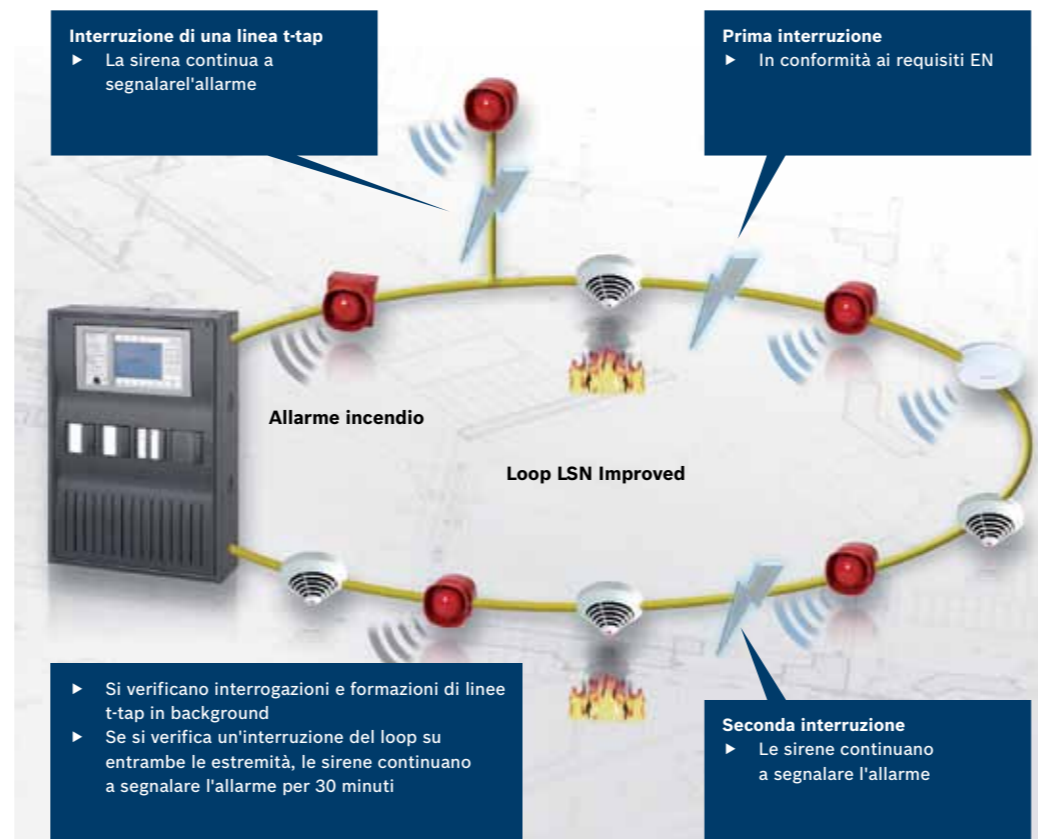 Interruzione di una linea t-tap
▶ La sirena continua a
segnalarel'allarme
Prima interruzione
▶ In conformità ai requisiti EN
Allarme incendio
Loop LSN Improved
▶ Si verificano interrogazioni e formazioni di linee
t-tap in background
▶ Se si verifica un'interruzione del loop su
entrambe le estremità, le sirene continuano
a segnalare l'allarme per 30 minuti
Seconda interruzione
▶ Le sirene continuano
a segnalare l'allarme